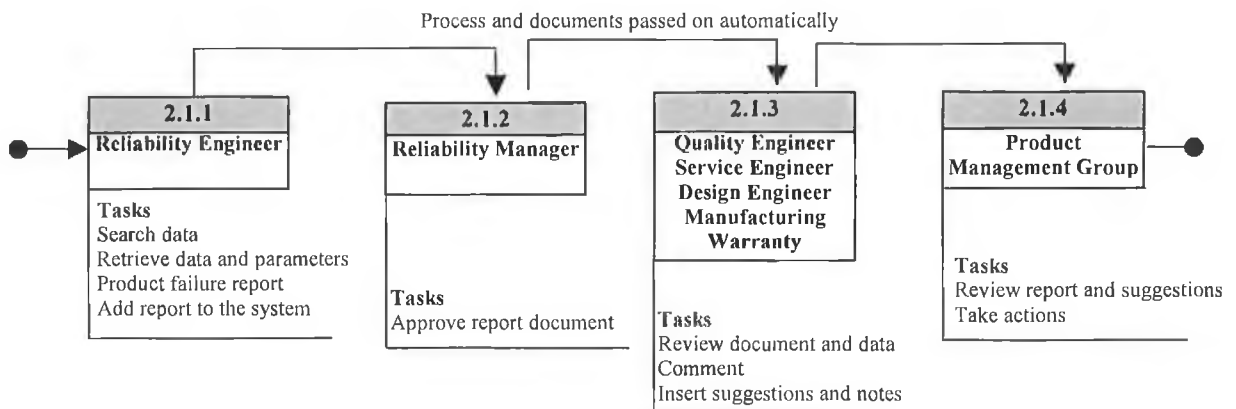 Process and documents passed on automatically
2.1.1
Reliability Engineer
Tasks
Search data
Retrieve data and parameters
Product failure report
Add report to the system
2.1.2
Reliability Manager
Tasks
Approve report document
2.1.3
Quality Engineer
Service Engineer
Design Engineer
Manufacturing
Warranty
Tasks
Review document and data
Comment
Insert suggestions and notes
2.1.4
Product
Management Group
Tasks
Review report and suggestions
Take actions